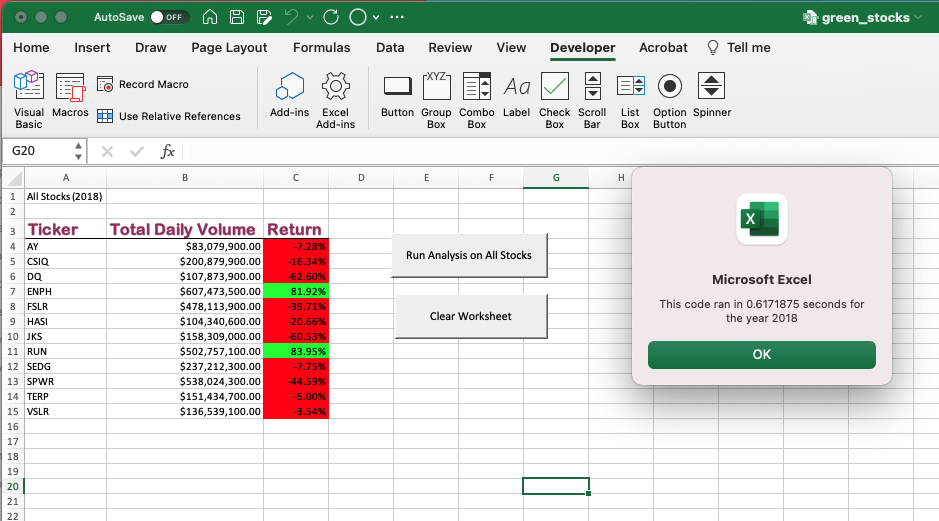 AutoSave OFF green_stocks
Home Insert Draw Page Layout Formulas Data Review View Developer Acrobat Tell me
Visual Basic
Macros
Record Macro
Use Relative References
Add-ins
Excel Add-ins
Button
Group Box
XYZ
Combo Box
Aa
Label
Check Box
Scroll Bar
List Box
Option Button
Spinner
G20 fx
A B C D E F G H
1 All Stocks (2018)
2
3 Ticker Total Daily Volume Return
4 AY $83,079,900.00 -7.28%
5 CSIQ $200,879,900.00 -16.34%
6 DQ $107,873,900.00 -62.60%
7 ENPH $607,473,500.00 81.92%
8 FSLR $478,113,900.00 -39.71%
9 HASI $104,340,600.00 -20.66%
10 JKS $158,309,000.00 -60.53%
11 RUN $502,757,100.00 83.95%
12 SEDG $237,212,300.00 -7.75%
13 SPWR $538,024,300.00 -44.59%
14 TERP $151,434,700.00 -5.00%
15 VSLR $136,539,100.00 -3.54%
16
17
18
19
20
21
22
Run Analysis on All Stocks
Clear Worksheet
X
Microsoft Excel
This code ran in 0.6171875 seconds for
the year 2018
OK